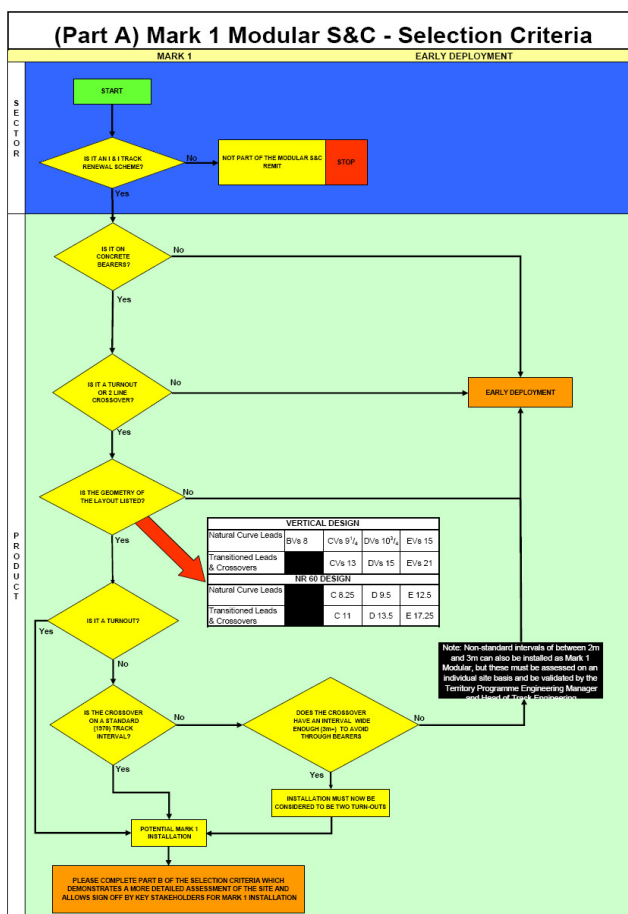 (Part A) Mark 1 Modular S&C - Selection Criteria
MARK 1
EARLY DEPLOYMENT
S
E
C
T
O
R
START
IS IT AN I & I TRACK
RENEWAL SCHEME?
No
NOT PART OF THE MODULAR S&C
REMIT
STOP
Yes
P
R
O
D
U
C
T
IS IT ON
CONCRETE
BEARERS?
No
Yes
IS IT A TURNOUT
OR 2 LINE
CROSSOVER?
No
EARLY DEPLOYMENT
Yes
IS THE GEOMETRY OF
THE LAYOUT LISTED?
No
Yes
VERTICAL DESIGN
Natural Curve Leads BVs 8 CVs 9¹/₄ DVs 10³/₄ EVs 15
Transitioned Leads
& Crossovers CVs 13 DVs 15 EVs 21
NR 60 DESIGN
Natural Curve Leads C 8.25 D 9.5 E 12.5
Transitioned Leads
& Crossovers C 11 D 13.5 E 17.25
IS IT A TURNOUT?
Yes
No
Note: Non-standard intervals of between 2m
and 3m can also be installed as Mark 1
Modular, but these must be assessed on an
individual site basis and be validated by the
Territory Programme Engineering Manager
and Head of Track Engineering
IS THE CROSSOVER
ON A STANDARD
(1970) TRACK
INTERVAL?
No
DOES THE CROSSOVER
HAVE AN INTERVAL WIDE
ENOUGH (3m+) TO AVOID
THROUGH BEARERS
No
Yes
Yes
INSTALLATION MUST NOW BE
CONSIDERED TO BE TWO TURN-OUTS
POTENTIAL MARK 1
INSTALLATION
PLEASE COMPLETE PART B OF THE SELECTION CRITERIA WHICH
DEMONSTRATES A MORE DETAILED ASSESSMENT OF THE SITE AND
ALLOWS SIGN OFF BY KEY STAKEHOLDERS FOR MARK 1 INSTALLATION